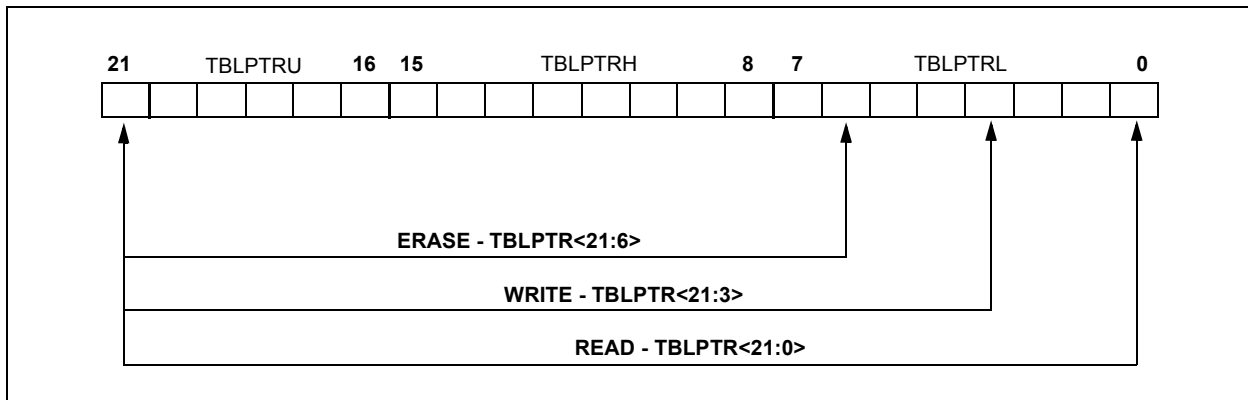 21 TBLPTRU 16 15 TBLPTRH 8 7 TBLPTRL 0
ERASE - TBLPTR<21:6>
WRITE - TBLPTR<21:3>
READ - TBLPTR<21:0>